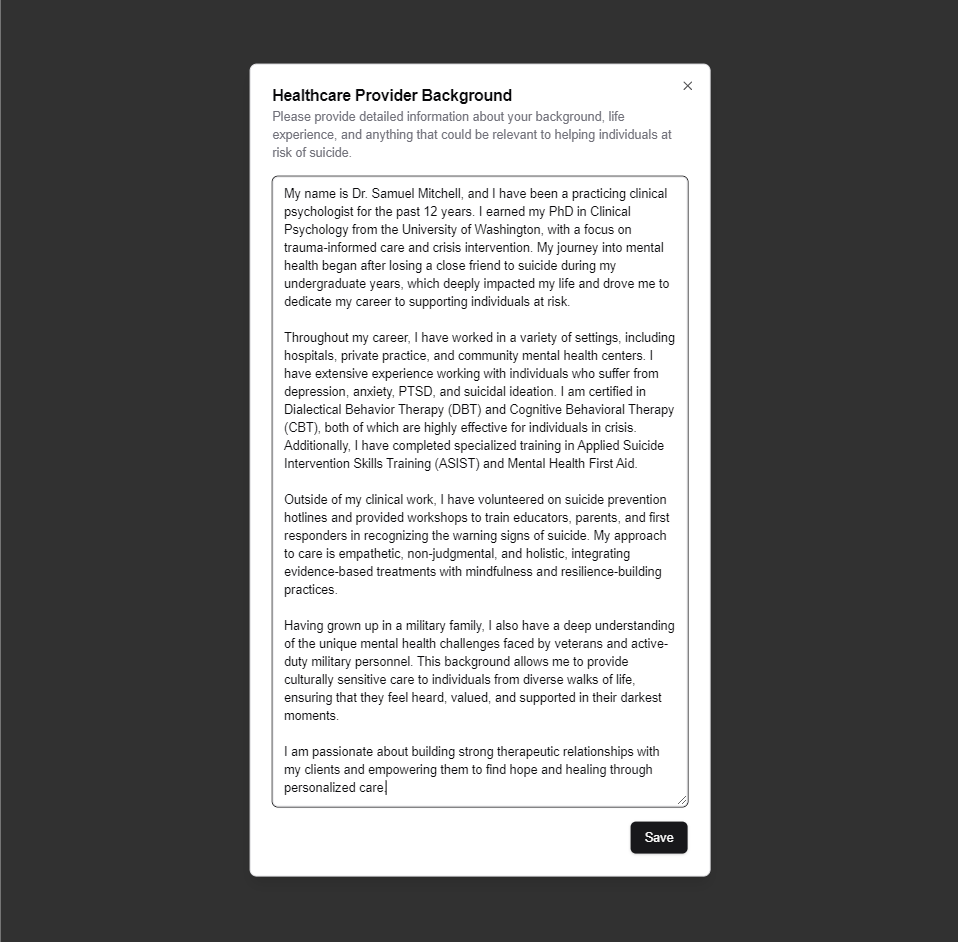 Healthcare Provider Background
Please provide detailed information about your background, life
experience, and anything that could be relevant to helping individuals at
risk of suicide.
My name is Dr. Samuel Mitchell, and I have been a practicing clinical
psychologist for the past 12 years. I earned my PhD in Clinical
Psychology from the University of Washington, with a focus on
trauma-informed care and crisis intervention. My journey into mental
health began after losing a close friend to suicide during my
undergraduate years, which deeply impacted my life and drove me to
dedicate my career to supporting individuals at risk.
Throughout my career, I have worked in a variety of settings, including
hospitals, private practice, and community mental health centers. I
have extensive experience working with individuals who suffer from
depression, anxiety, PTSD, and suicidal ideation. I am certified in
Dialectical Behavior Therapy (DBT) and Cognitive Behavioral Therapy
(CBT), both of which are highly effective for individuals in crisis.
Additionally, I have completed specialized training in Applied Suicide
Intervention Skills Training (ASIST) and Mental Health First Aid.
Outside of my clinical work, I have volunteered on suicide prevention
hotlines and provided workshops to train educators, parents, and first
responders in recognizing the warning signs of suicide. My approach
to care is empathetic, non-judgmental, and holistic, integrating
evidence-based treatments with mindfulness and resilience-building
practices.
Having grown up in a military family, I also have a deep understanding
of the unique mental health challenges faced by veterans and active-
duty military personnel. This background allows me to provide
culturally sensitive care to individuals from diverse walks of life,
ensuring that they feel heard, valued, and supported in their darkest
moments.
I am passionate about building strong therapeutic relationships with
my clients and empowering them to find hope and healing through
personalized care
Save